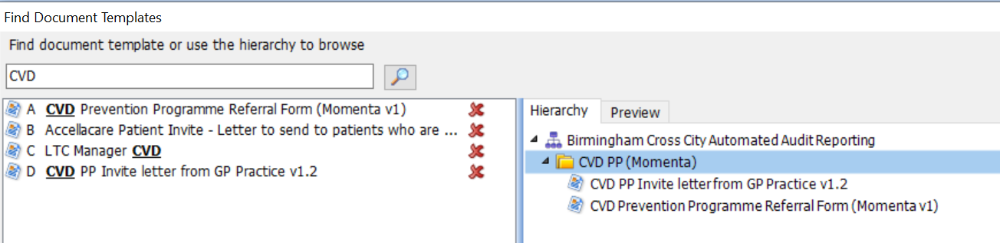 Find Document Templates
Find document template or use the hierarchy to browse
CVD
A CVD Prevention Programme Referral Form (Momenta v1)
B Accellacare Patient Invite - Letter to send to patients who are ...
C LTC Manager CVD
D CVD PP Invite letter from GP Practice v1.2
Hierarchy Preview
Birmingham Cross City Automated Audit Reporting
CVD PP (Momenta)
CVD PP Invite letter from GP Practice v1.2
CVD Prevention Programme Referral Form (Momenta v1)